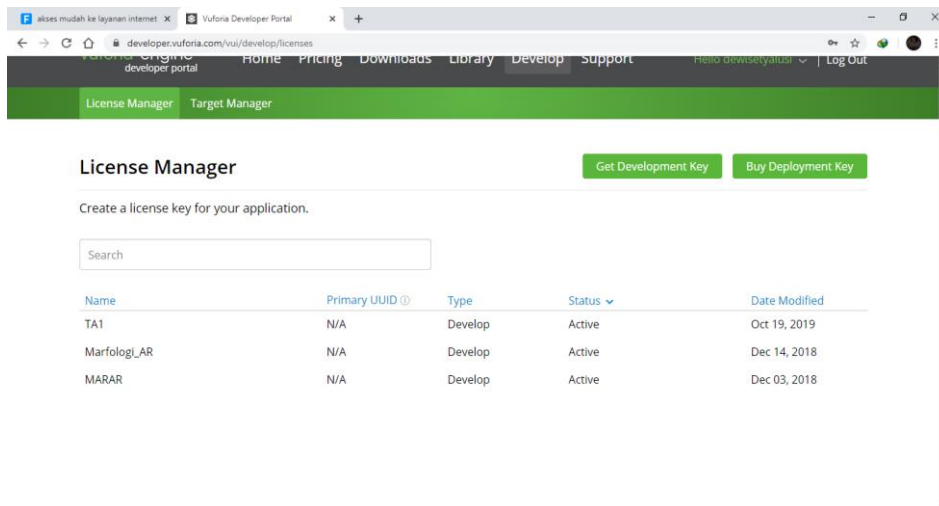 akses mudah ke layanan internet
Vuforia Developer Portal
developer.vuforia.com/vui/develop/licenses
vuforia engine
developer portal
Home Pricing Downloads Library Develop Support
Hello dewisetyalusi | Log Out
License Manager Target Manager
License Manager
Get Development Key Buy Deployment Key
Create a license key for your application.
Search
Name Primary UUID Type Status Date Modified
TA1 N/A Develop Active Oct 19, 2019
Marfologi_AR N/A Develop Active Dec 14, 2018
MARAR N/A Develop Active Dec 03, 2018